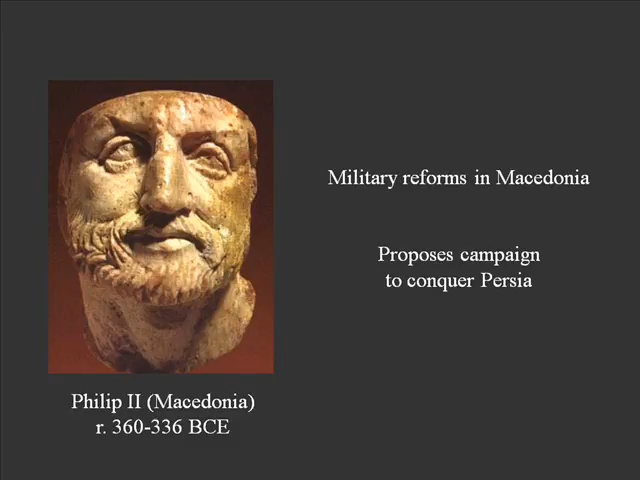 Military reforms in Macedonia
Proposes campaign
to conquer Persia
Philip II (Macedonia)
r. 360-336 BCE